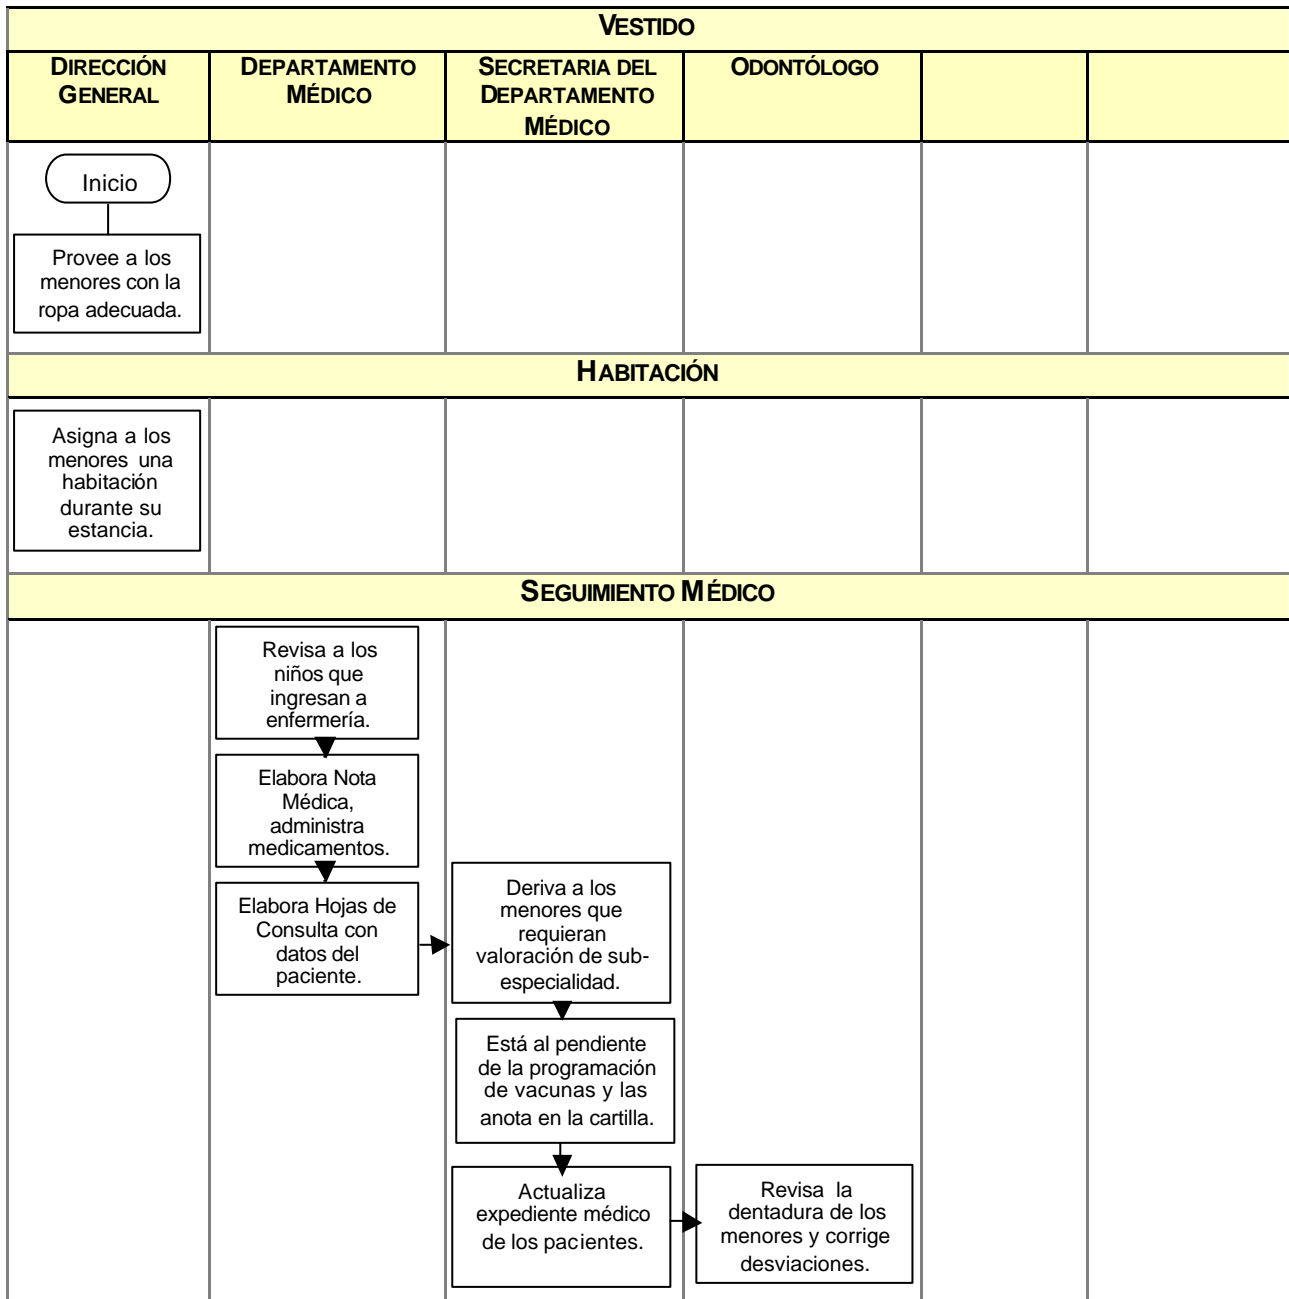 VESTIDO
DIRECCIÓN
GENERAL
DEPARTAMENTO
MÉDICO
SECRETARIA DEL
DEPARTAMENTO
MÉDICO
ODONTÓLOGO
Inicio
Provee a los
menores con la
ropa adecuada.
HABITACIÓN
Asigna a los
menores una
habitación
durante su
estancia.
SEGUIMIENTO MÉDICO
Revisa a los
niños que
ingresan a
enfermería.
Elabora Nota
Médica,
administra
medicamentos.
Elabora Hojas de
Consulta con
datos del
paciente.
Deriva a los
menores que
requieran
valoración de sub-
especialidad.
Está al pendiente
de la programación
de vacunas y las
anota en la cartilla.
Actualiza
expediente médico
de los pacientes.
Revisa la
dentadura de los
menores y corrige
desviaciones.